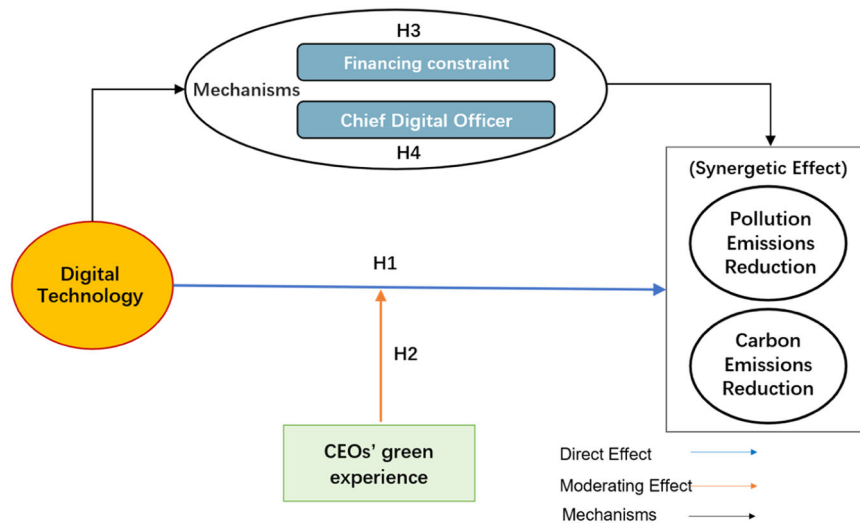 H3
Financing constraint
Mechanisms
Chief Digital Officer
H4
(Synergetic Effect)
Pollution
Emissions
Reduction
Digital
Technology
H1
H2
Carbon
Emissions
Reduction
CEOs' green
experience
Direct Effect
Moderating Effect
Mechanisms